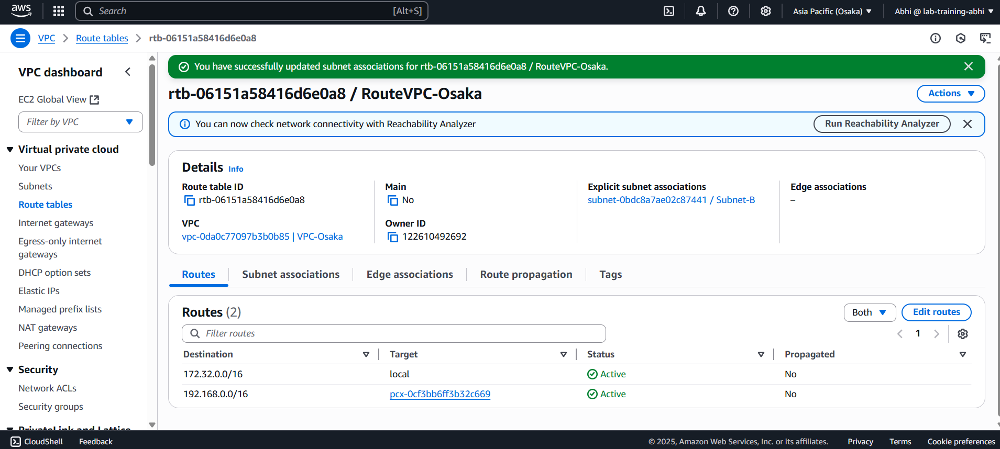 aws
Search [Alt+S]
Asia Pacific (Osaka)
Abhi @ lab-training-abhi
VPC
Route tables
rtb-06151a58416d6e0a8
VPC dashboard
EC2 Global View
Filter by VPC
Virtual private cloud
Your VPCs
Subnets
Route tables
Internet gateways
Egress-only internet
gateways
DHCP option sets
Elastic IPs
Managed prefix lists
NAT gateways
Peering connections
Security
Network ACLs
Security groups
PrivateLink and Lattice
You have successfully updated subnet associations for rtb-06151a58416d6e0a8 / RouteVPC-Osaka.
rtb-06151a58416d6e0a8 / RouteVPC-Osaka
Actions
You can now check network connectivity with Reachability Analyzer
Run Reachability Analyzer
Details Info
Route table ID
rtb-06151a58416d6e0a8
Main
No
Explicit subnet associations
subnet-0bdc8a7ae02c87441 / Subnet-B
Edge associations
–
VPC
vpc-0da0c77097b3b0b85 | VPC-Osaka
Owner ID
122610492692
Routes
Subnet associations
Edge associations
Route propagation
Tags
Routes (2)
Both
Edit routes
Filter routes
1
Destination Target Status Propagated
172.32.0.0/16 local Active No
192.168.0.0/16 pcx-0cf3bb6ff3b32c669 Active No
CloudShell
Feedback
© 2025, Amazon Web Services, Inc. or its affiliates.
Privacy
Terms
Cookie preferences